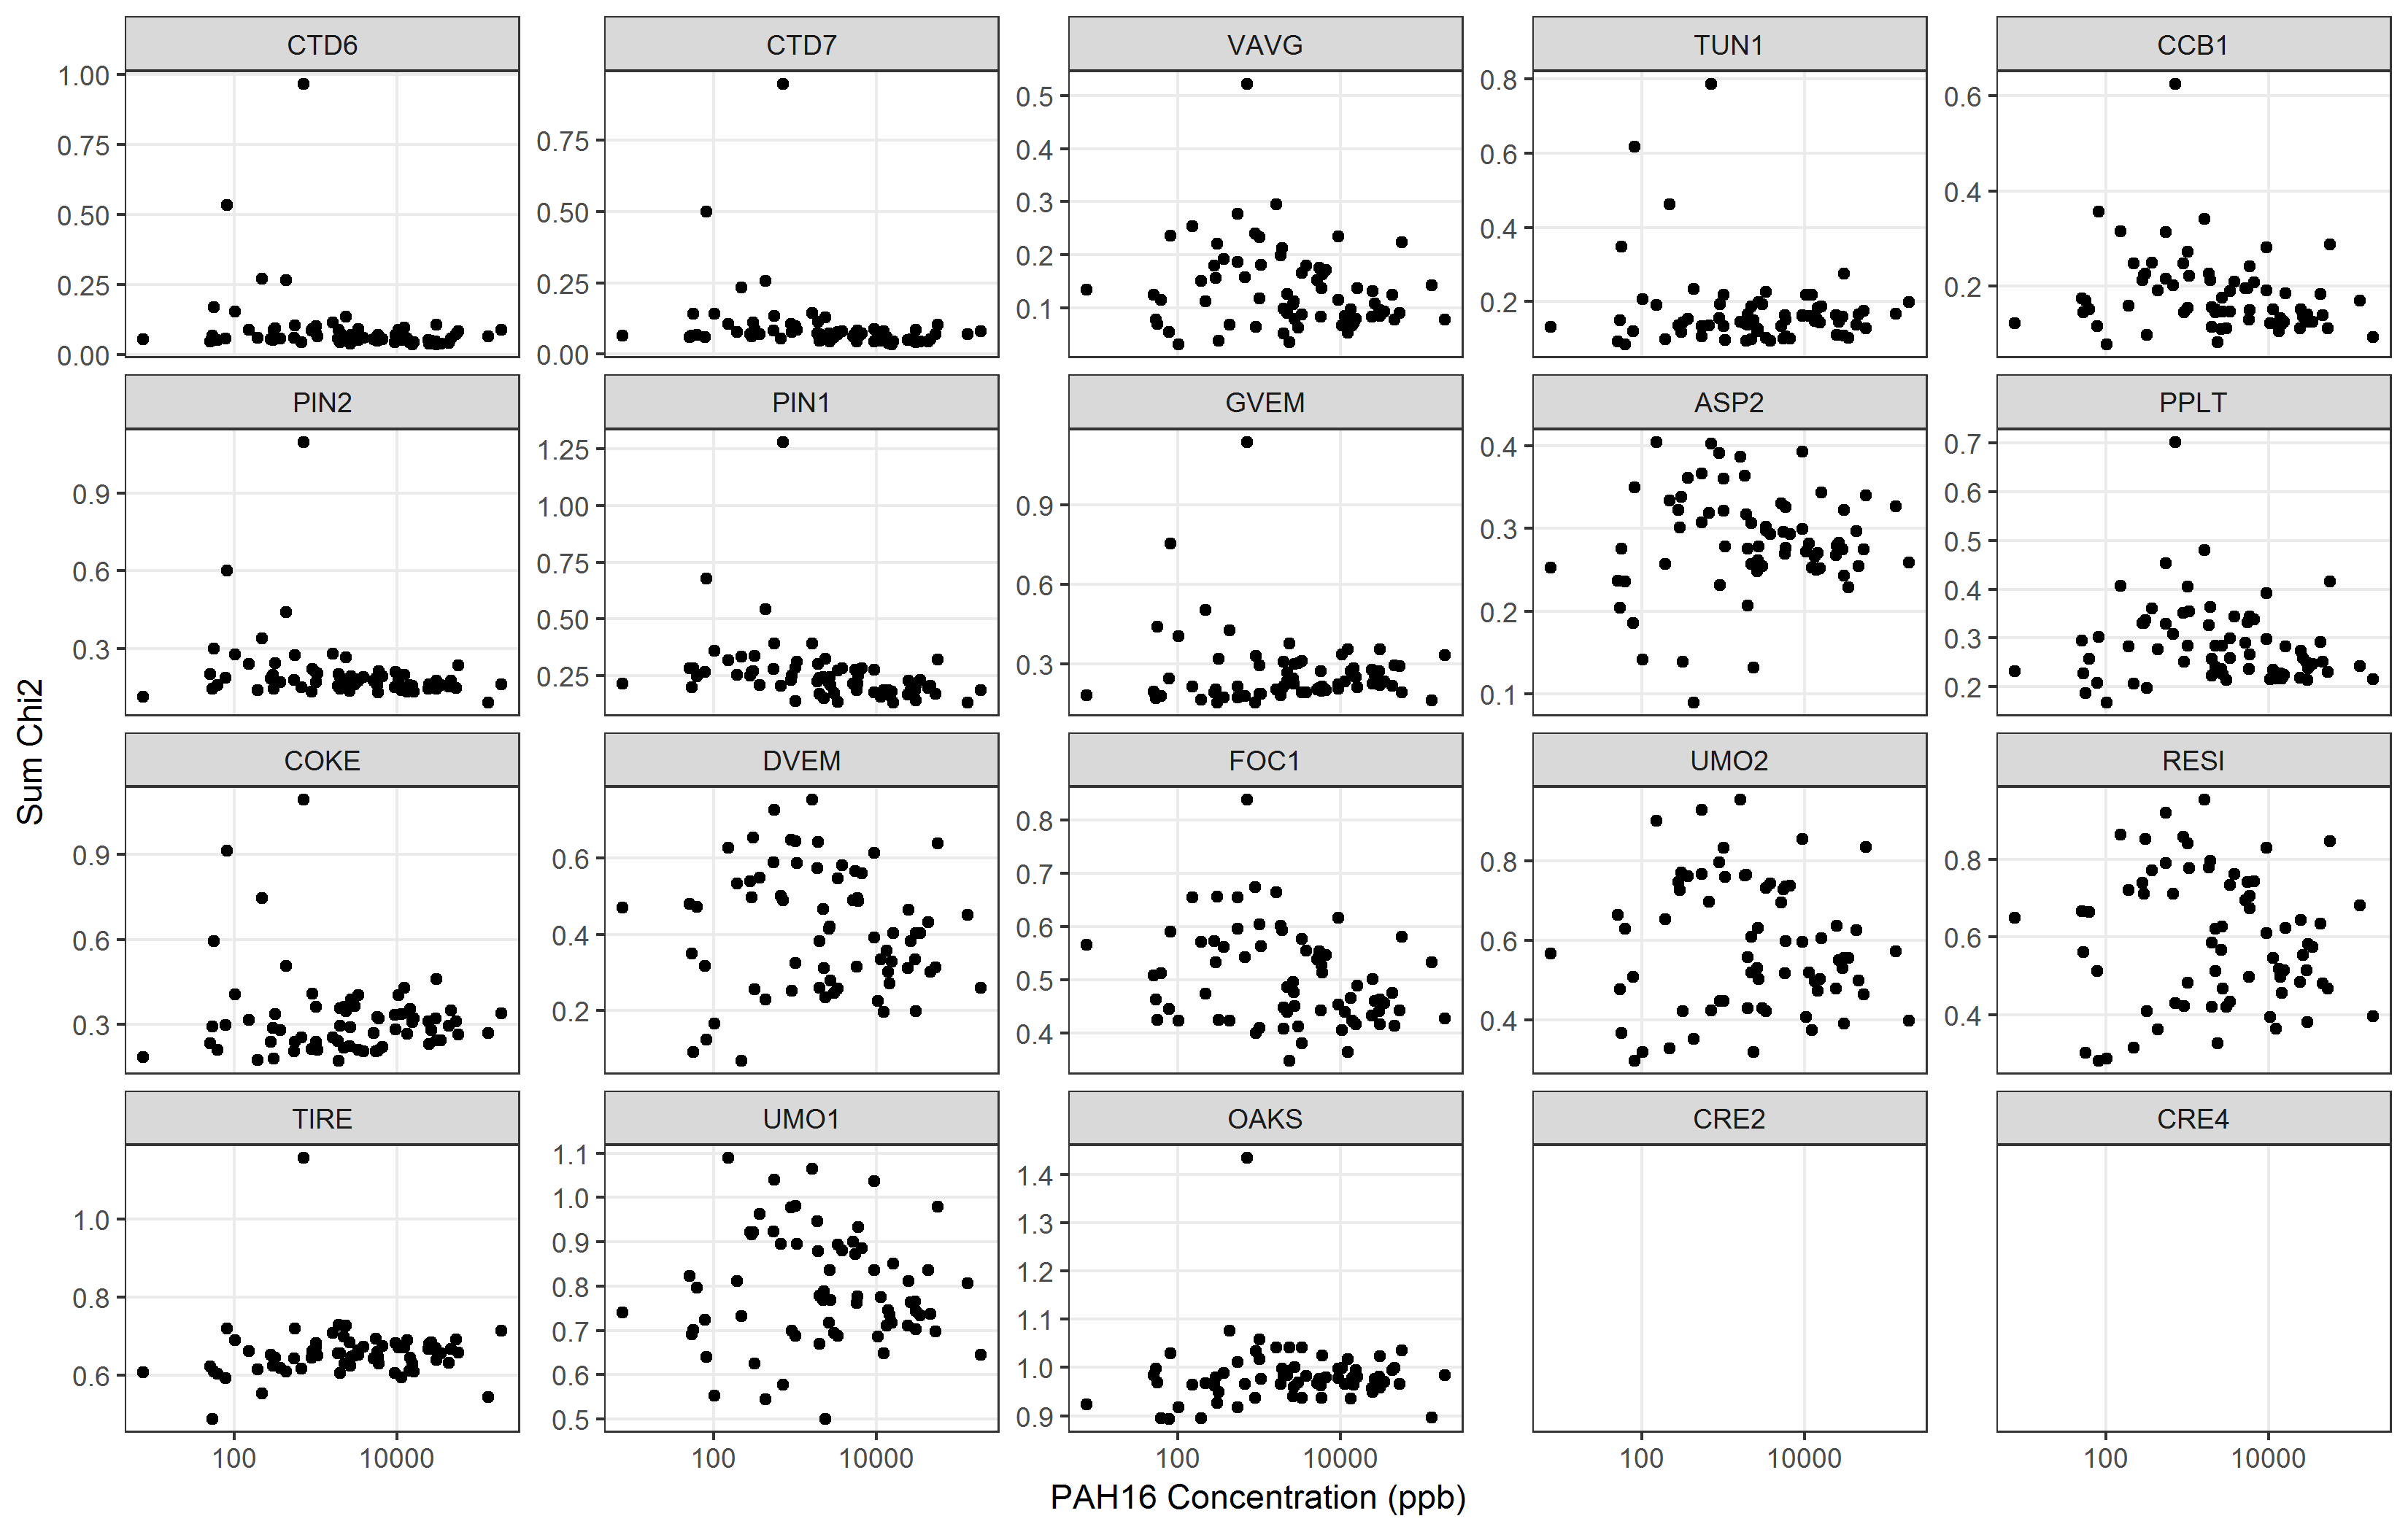 CTD6 CTD7 VAVG TUN1 CCB1
1.00 0.75 0.50 0.25 0.00
0.75 0.50 0.25 0.00
0.5 0.4 0.3 0.2 0.1
0.8 0.6 0.4 0.2
0.6 0.4 0.2
PIN2 PIN1 GVEM ASP2 PPLT
0.9 0.6 0.3
1.25 1.00 0.75 0.50 0.25
0.9 0.6 0.3
0.4 0.3 0.2 0.1
0.7 0.6 0.5 0.4 0.3 0.2
Sum Chi2
COKE DVEM FOC1 UMO2 RESI
0.9 0.6 0.3
0.6 0.4 0.2
0.8 0.7 0.6 0.5 0.4
0.8 0.6 0.4
0.8 0.6 0.4
TIRE UMO1 OAKS CRE2 CRE4
1.0 0.8 0.6
1.1 1.0 0.9 0.8 0.7 0.6 0.5
1.4 1.3 1.2 1.1 1.0 0.9
100 10000 100 10000 100 10000 100 10000 100 10000
PAH16 Concentration (ppb)